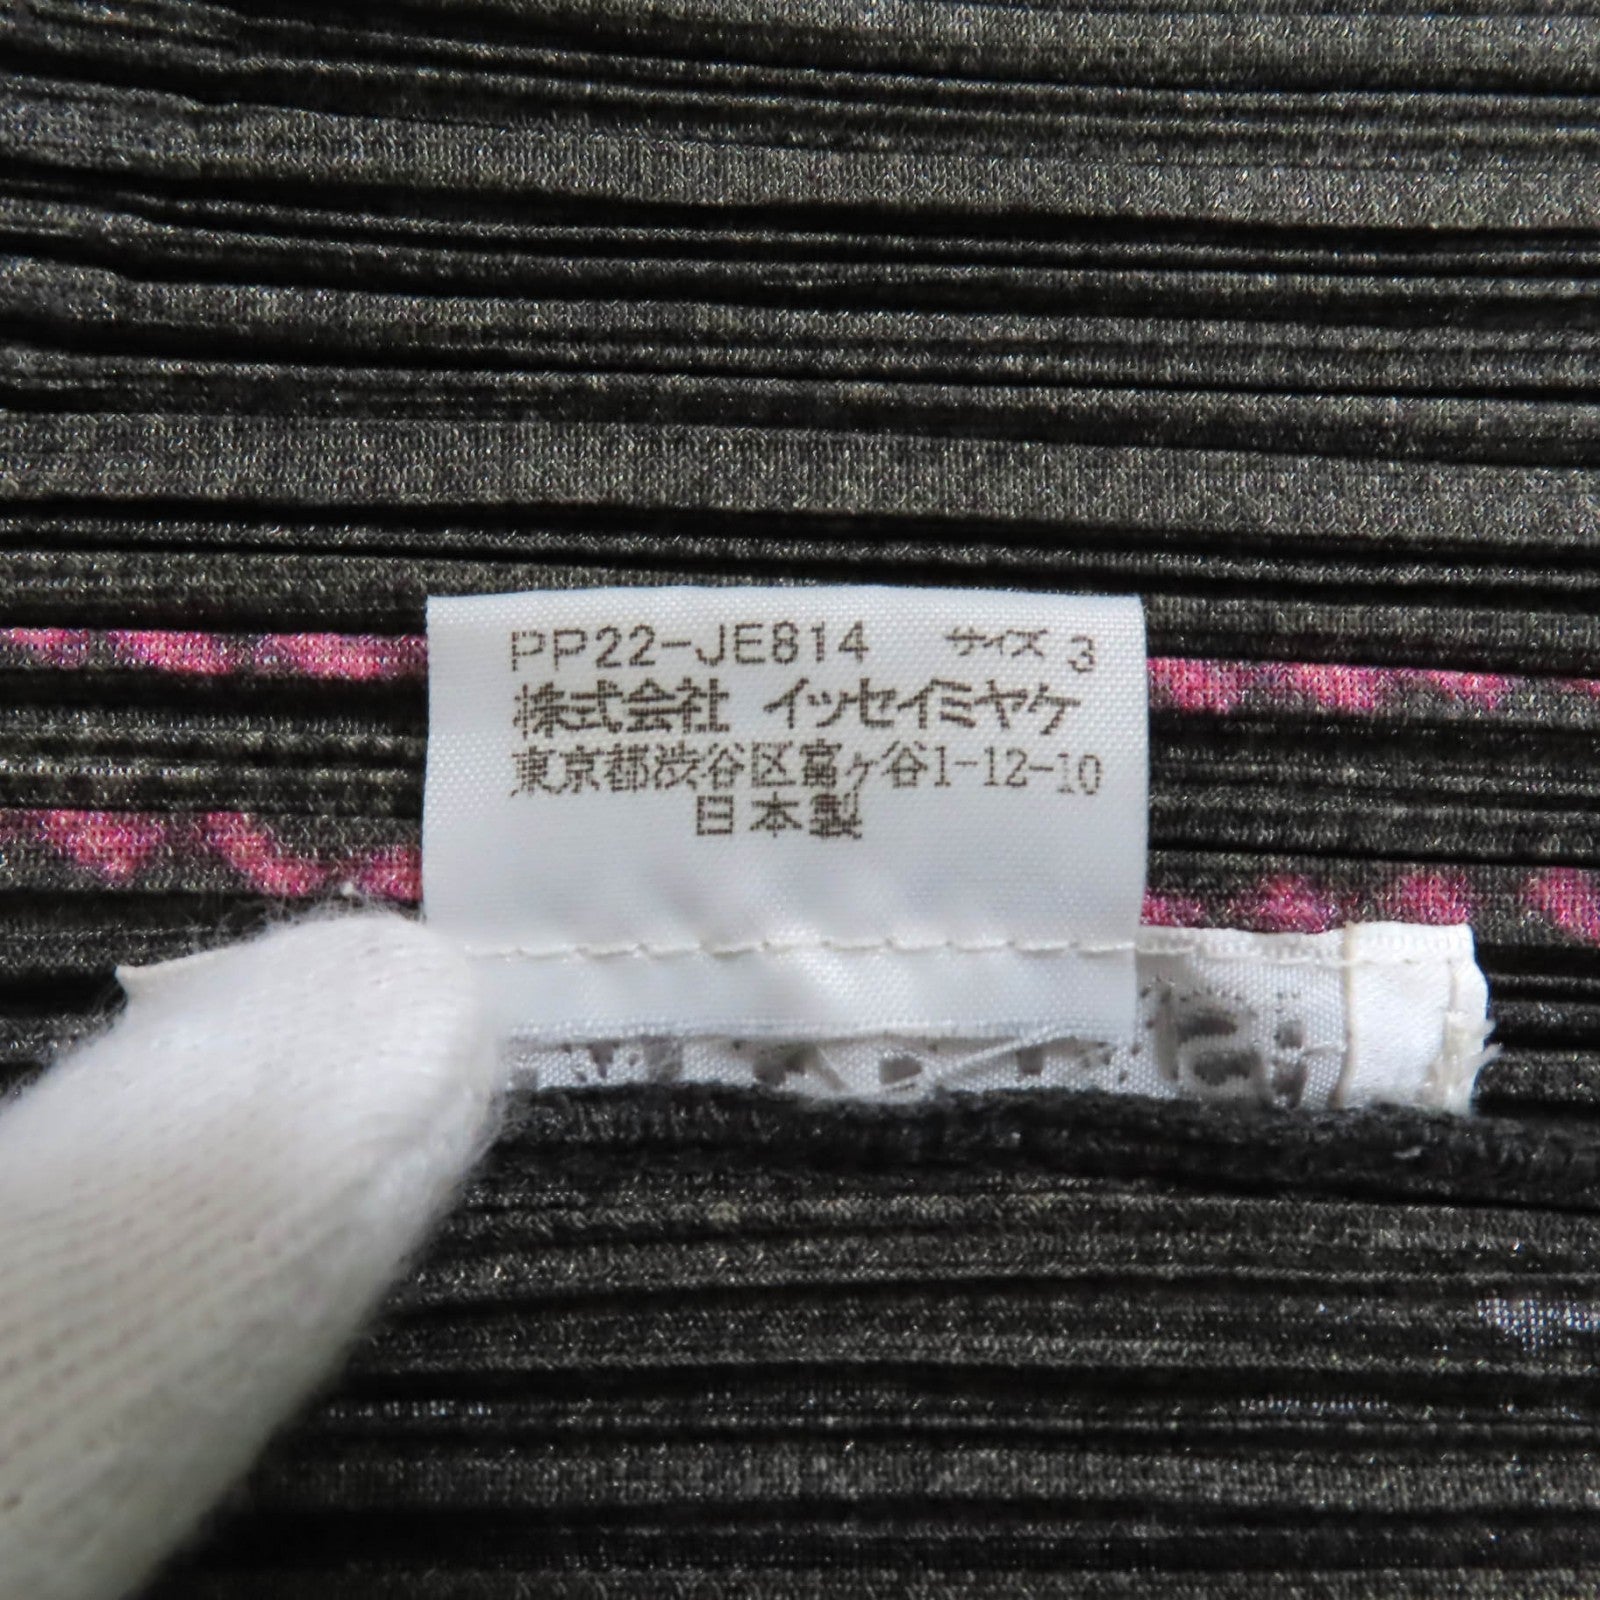 PP22-JE814 サイズ 3
株式会社 イッセイミヤケ
東京都渋谷区富ヶ谷1-12-10
日本製